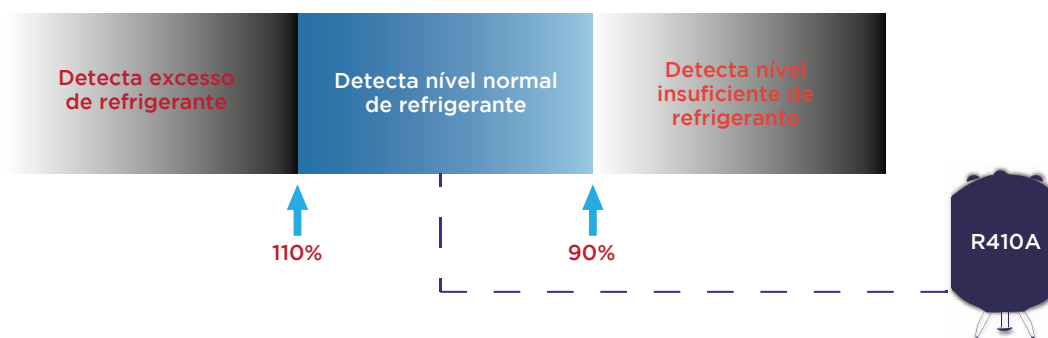 Detecta excesso
de refrigerante
Detecta nível normal
de refrigerante
Detecta nível
insuficiente de
refrigerante
110%
90%
R410A